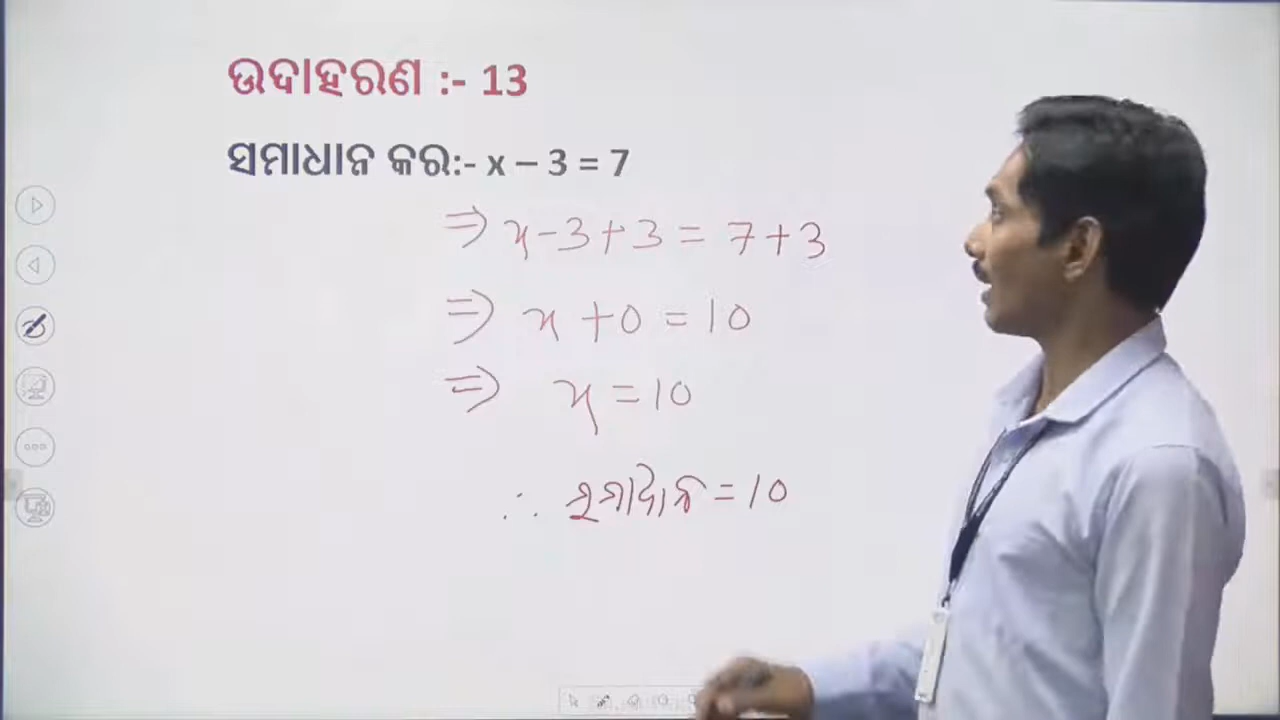 ଉଦାହରଣ :- 13
ସମାଧାନ କର:- x – 3 = 7
⇒ x-3+3 = 7+3
⇒ x +0 = 10
⇒ x = 10
∴ ସମାଧାନ = 10